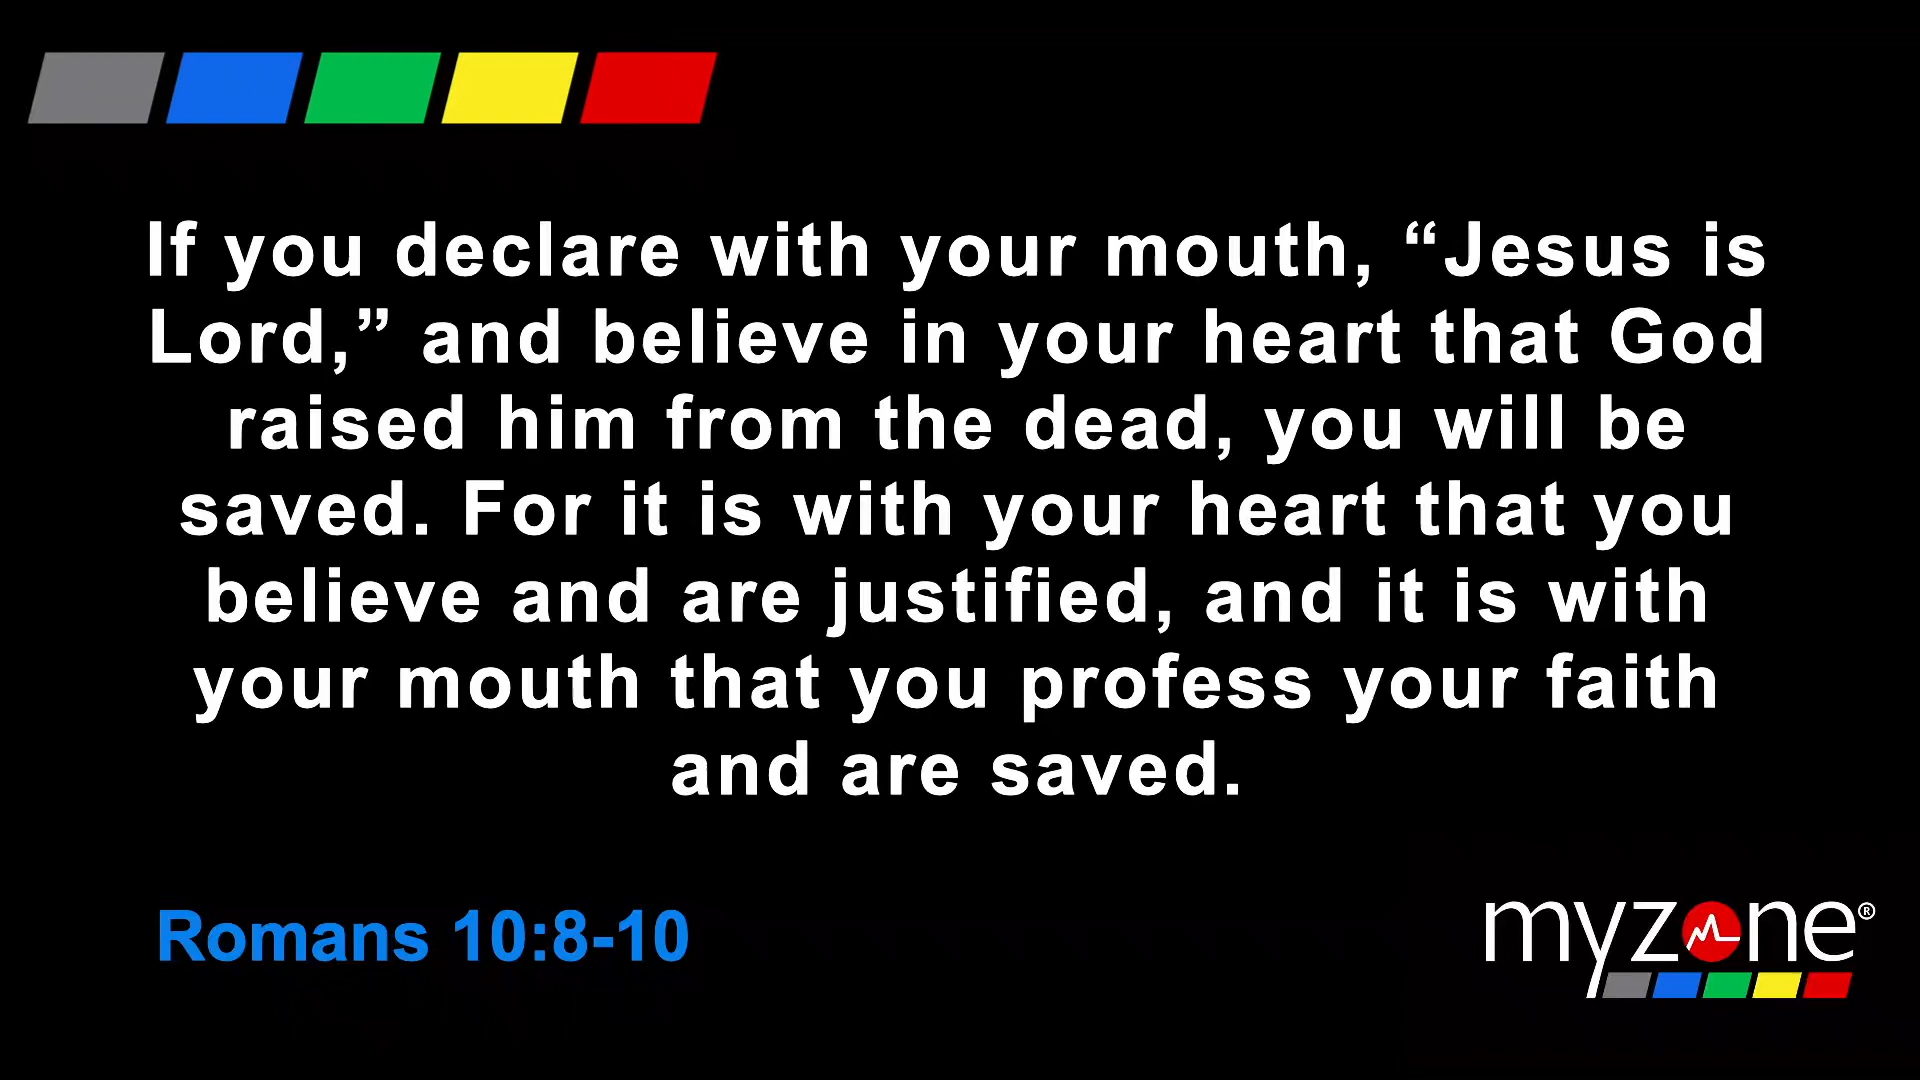 If you declare with your mouth, “Jesus is
Lord,” and believe in your heart that God
raised him from the dead, you will be
saved. For it is with your heart that you
believe and are justified, and it is with
your mouth that you profess your faith
and are saved.
Romans 10:8-10
myzone®